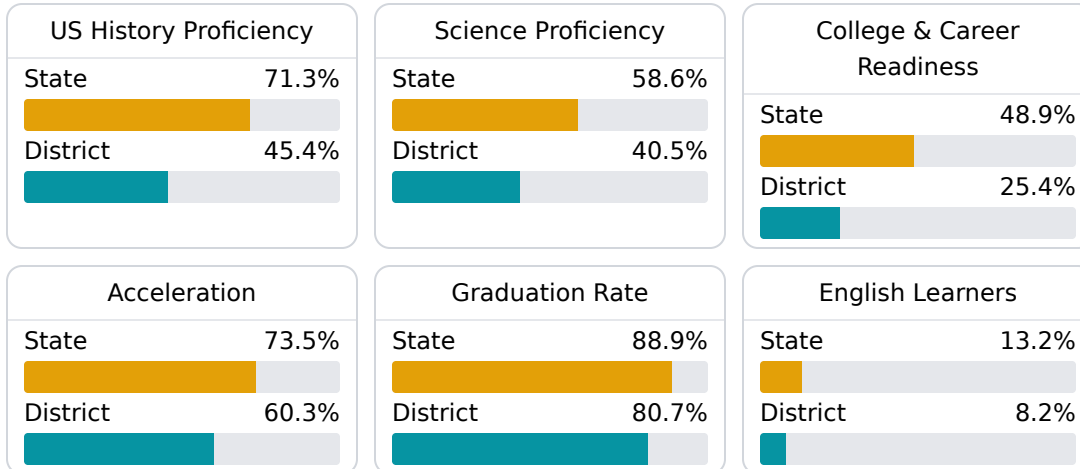 US History Proficiency
State 71.3%
District 45.4%
Science Proficiency
State 58.6%
District 40.5%
College & Career
Readiness
State 48.9%
District 25.4%
Acceleration
State 73.5%
District 60.3%
Graduation Rate
State 88.9%
District 80.7%
English Learners
State 13.2%
District 8.2%